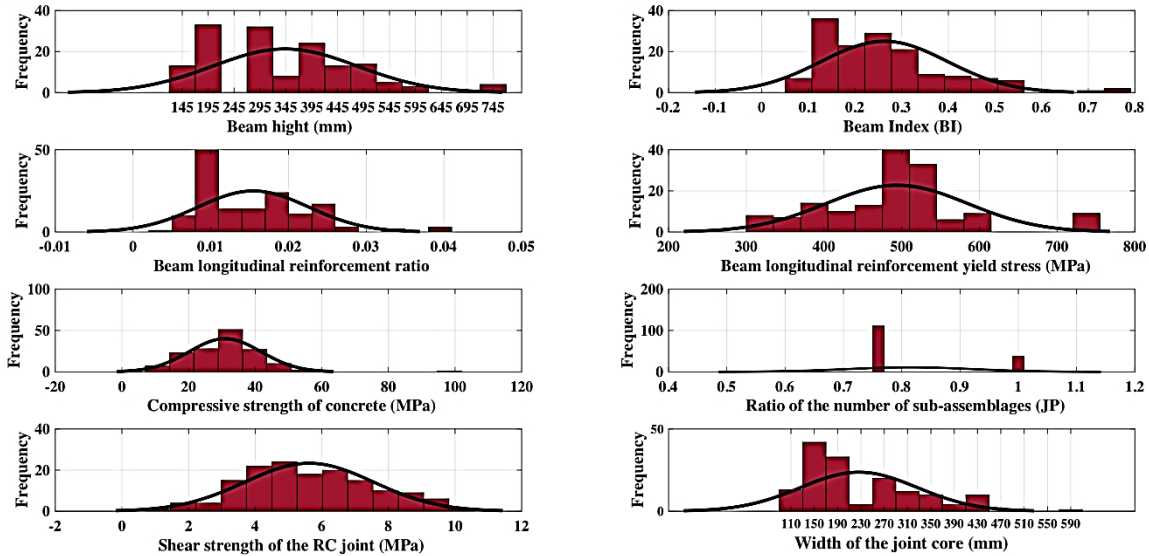 Frequency
40
20
0
145 195 245 295 345 395 445 495 545 595 645 695 745
Beam hight (mm)
Frequency
40
20
0
-0.2 -0.1 0 0.1 0.2 0.3 0.4 0.5 0.6 0.7 0.8
Beam Index (BI)
Frequency
50
0
-0.01 0 0.01 0.02 0.03 0.04 0.05
Beam longitudinal reinforcement ratio
Frequency
40
20
0
200 300 400 500 600 700 800
Beam longitudinal reinforcement yield stress (MPa)
Frequency
100
50
0
-20 0 20 40 60 80 100 120
Compressive strength of concrete (MPa)
Frequency
200
100
0
0.4 0.5 0.6 0.7 0.8 0.9 1 1.1 1.2
Ratio of the number of sub-assemblages (JP)
Frequency
40
20
0
-2 0 2 4 6 8 10 12
Shear strength of the RC joint (MPa)
Frequency
50
0
110 150 190 230 270 310 350 390 430 470 510 550 590
Width of the joint core (mm)